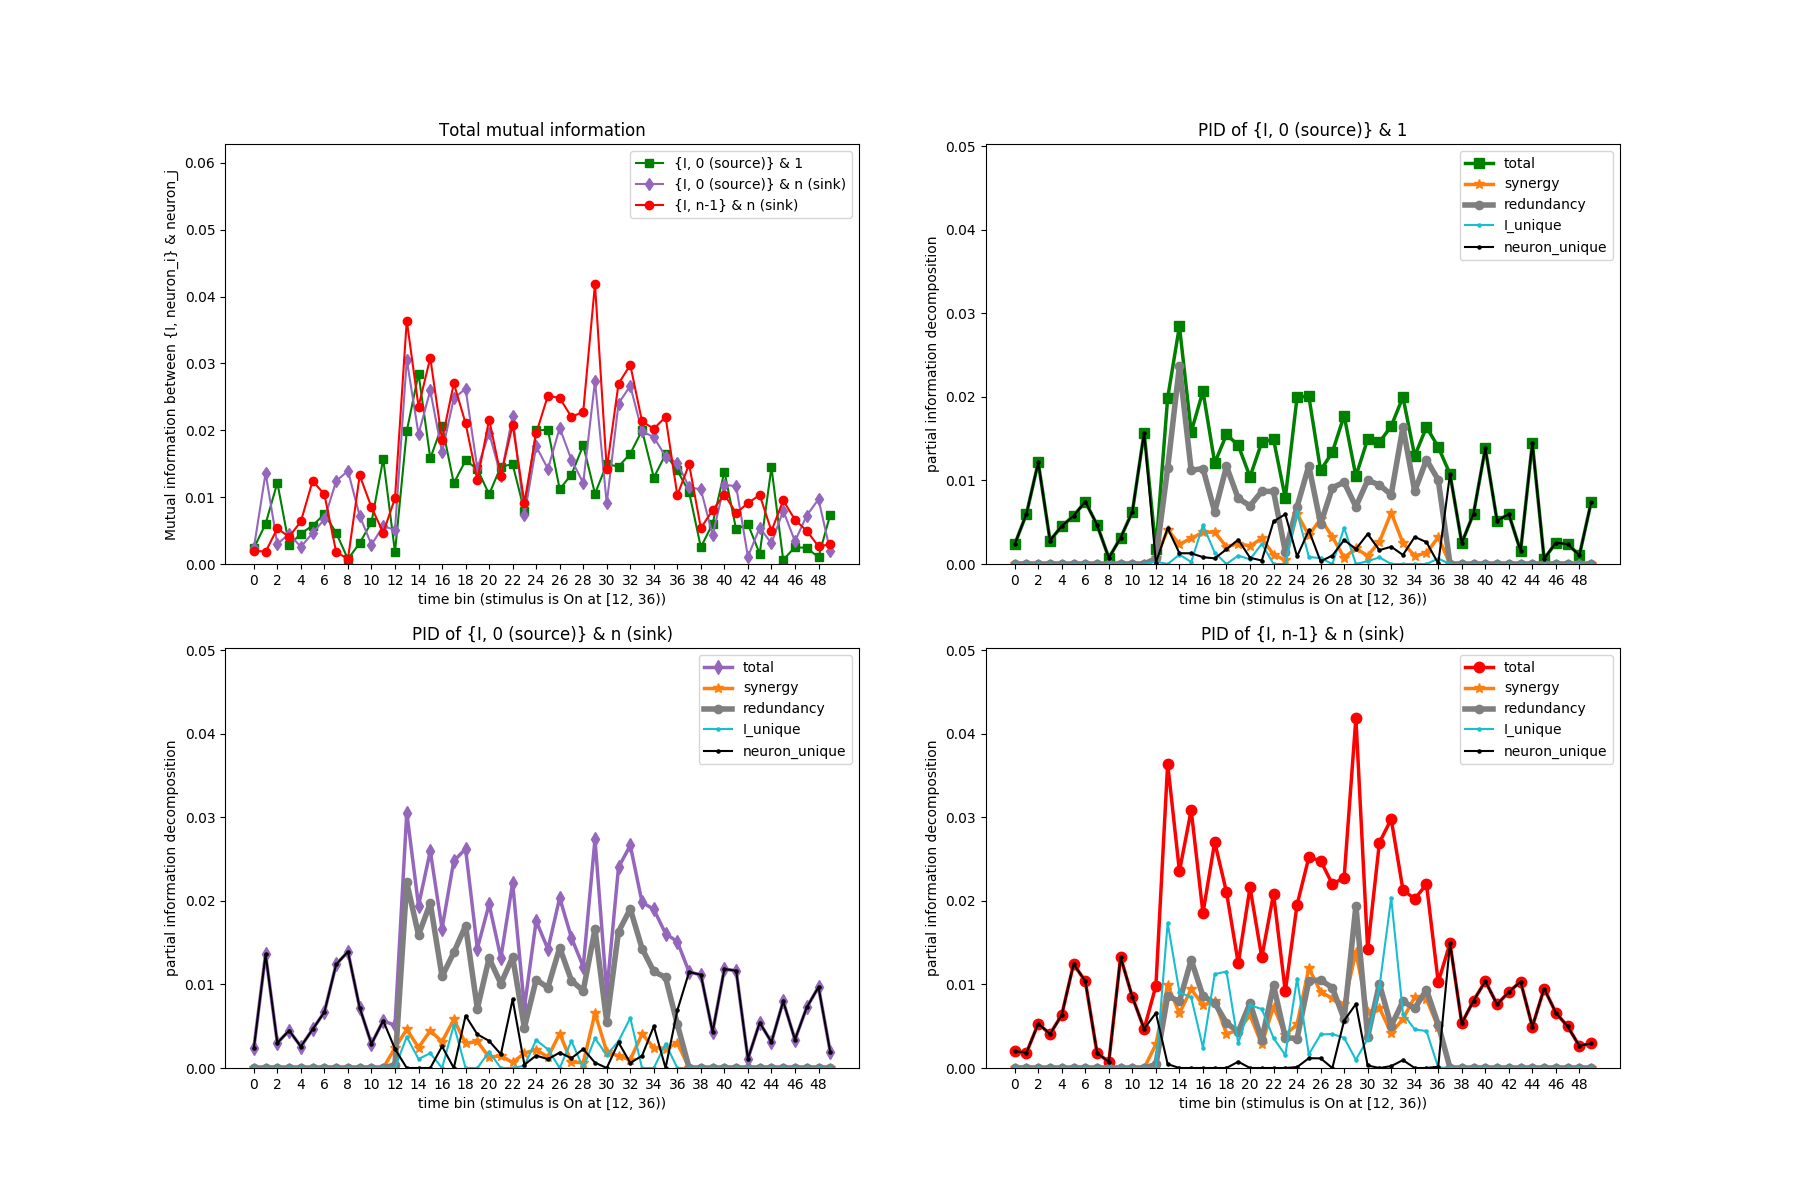 Total mutual information
Mutual information between {I, neuron_i} & neuron_j
0.06
0.05
0.04
0.03
0.02
0.01
0.00
{I, 0 (source)} & 1
{I, 0 (source)} & n (sink)
{I, n-1} & n (sink)
0 2 4 6 8 10 12 14 16 18 20 22 24 26 28 30 32 34 36 38 40 42 44 46 48
time bin (stimulus is On at [12, 36))
PID of {I, 0 (source)} & 1
partial information decomposition
0.05
0.04
0.03
0.02
0.01
0.00
total
synergy
redundancy
I_unique
neuron_unique
0 2 4 6 8 10 12 14 16 18 20 22 24 26 28 30 32 34 36 38 40 42 44 46 48
time bin (stimulus is On at [12, 36))
PID of {I, 0 (source)} & n (sink)
partial information decomposition
0.05
0.04
0.03
0.02
0.01
0.00
total
synergy
redundancy
I_unique
neuron_unique
0 2 4 6 8 10 12 14 16 18 20 22 24 26 28 30 32 34 36 38 40 42 44 46 48
time bin (stimulus is On at [12, 36))
PID of {I, n-1} & n (sink)
partial information decomposition
0.05
0.04
0.03
0.02
0.01
0.00
total
synergy
redundancy
I_unique
neuron_unique
0 2 4 6 8 10 12 14 16 18 20 22 24 26 28 30 32 34 36 38 40 42 44 46 48
time bin (stimulus is On at [12, 36))